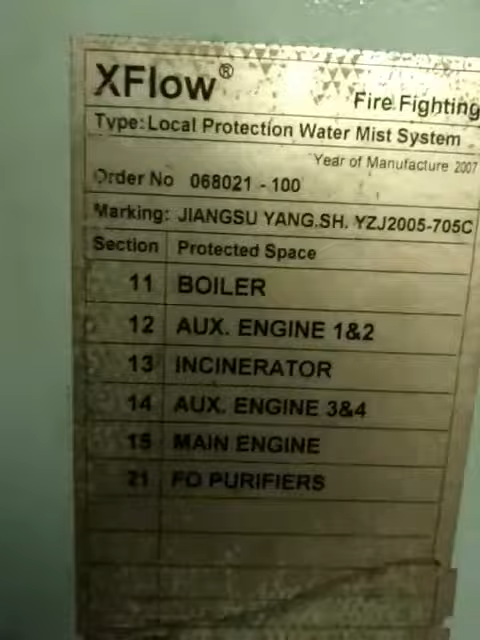 XFlow®
Fire Fighting
Type: Local Protection Water Mist System
Year of Manufacture 2007
Order No 068021 - 100
Marking: JIANGSU YANG.SH. YZJ2005-705C
Section Protected Space
11 BOILER
12 AUX. ENGINE 1&2
13 INCINERATOR
14 AUX. ENGINE 3&4
15 MAIN ENGINE
21 FO PURIFIERS